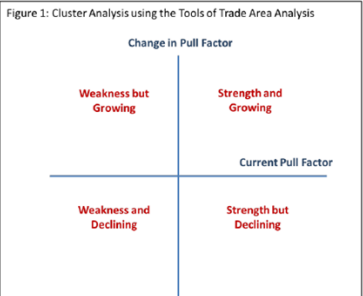 Figure 1: Cluster Analysis using the Tools of Trade Area Analysis
Change in Pull Factor
Weakness but
Growing
Strength and
Growing
Current Pull Factor
Weakness and
Declining
Strength but
Declining